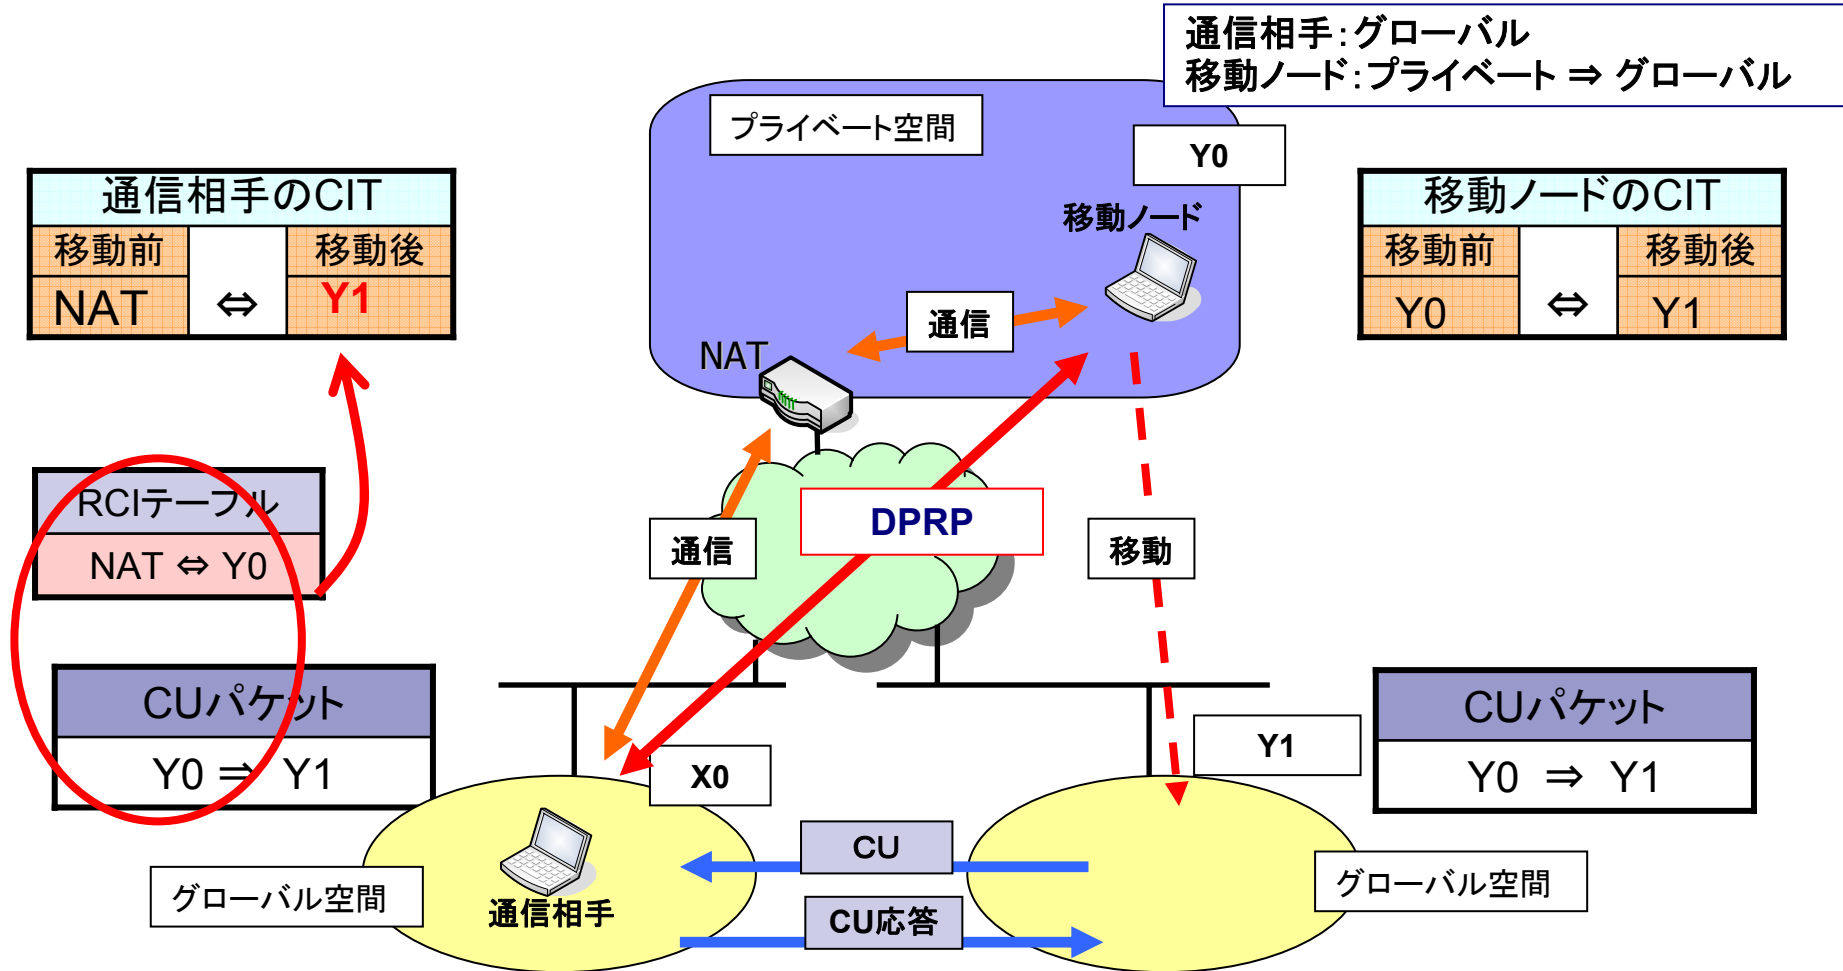 通信相手：グローバル
移動ノード：プライベート ⇒ グローバル
プライベート空間
Y0
移動ノード
通信相手のCIT
移動前 移動後
NAT ⇔ Y1
移動ノードのCIT
移動前 移動後
Y0 ⇔ Y1
通信
NAT
RCIテーブル
NAT ⇔ Y0
DPRP
通信
移動
CUパケット
Y0 ⇒ Y1
X0
Y1
CUパケット
Y0 ⇒ Y1
CU
グローバル空間
通信相手
CU応答
グローバル空間